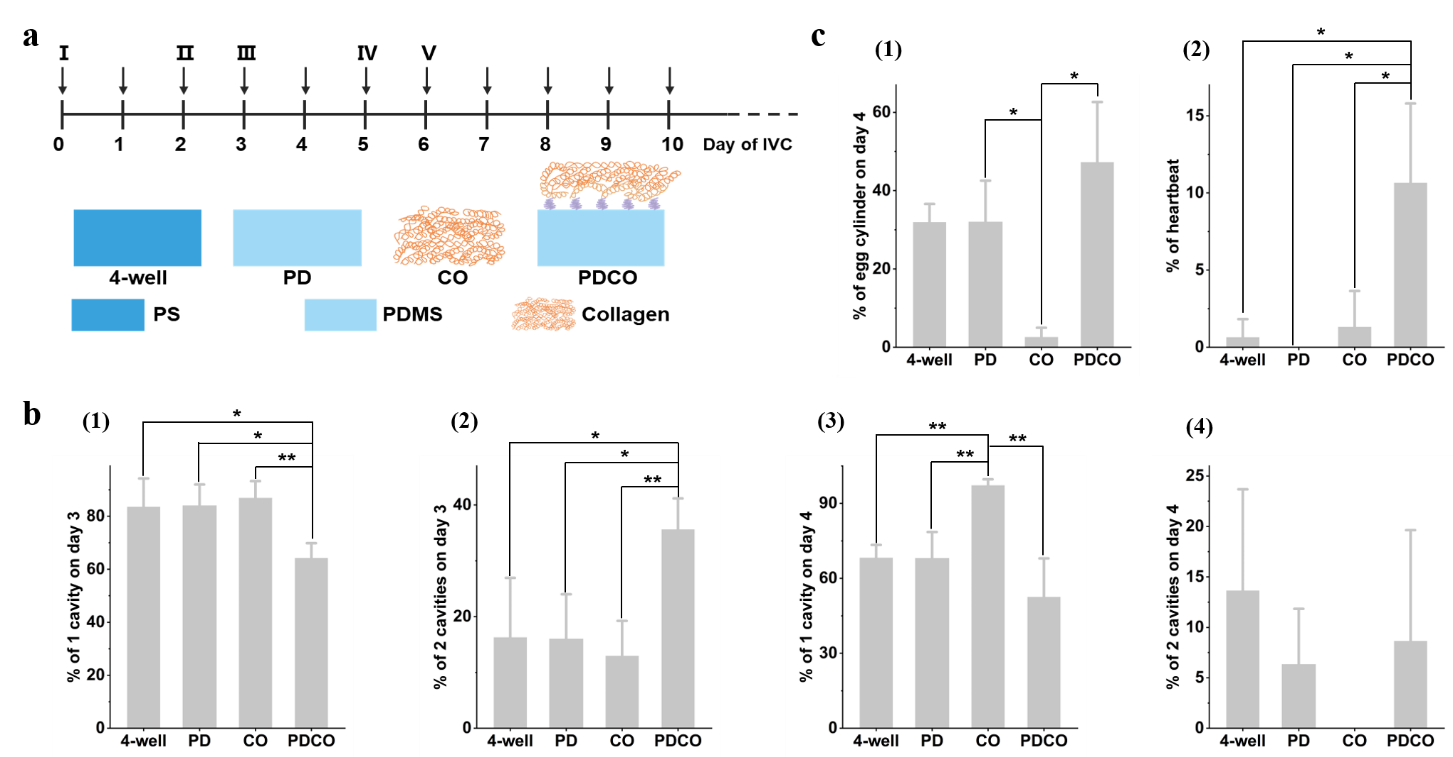 a
I II III IV V
0 1 2 3 4 5 6 7 8 9 10 Day of IVC
4-well PD CO PDCO
PS PDMS Collagen
c
(1)
% of egg cylinder on day 4
60
40
20
0
* *
4-well PD CO PDCO
(2)
% of heartbeat
15
10
5
0
*
*
*
4-well PD CO PDCO
b
(1)
% of 1 cavity on day 3
80
60
40
20
0
*
*
**
4-well PD CO PDCO
(2)
% of 2 cavities on day 3
40
20
0
*
*
**
4-well PD CO PDCO
(3)
% of 1 cavity on day 4
90
60
30
0
** **
**
4-well PD CO PDCO
(4)
% of 2 cavities on day 4
25
20
15
10
5
0
4-well PD CO PDCO